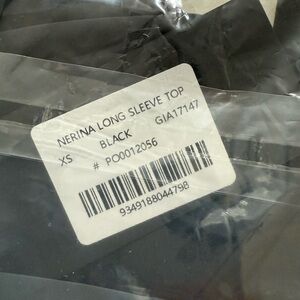 NERINA LONG SLEEVE TOP
XS BLACK GIA17147
# PO0012056
9349188044798